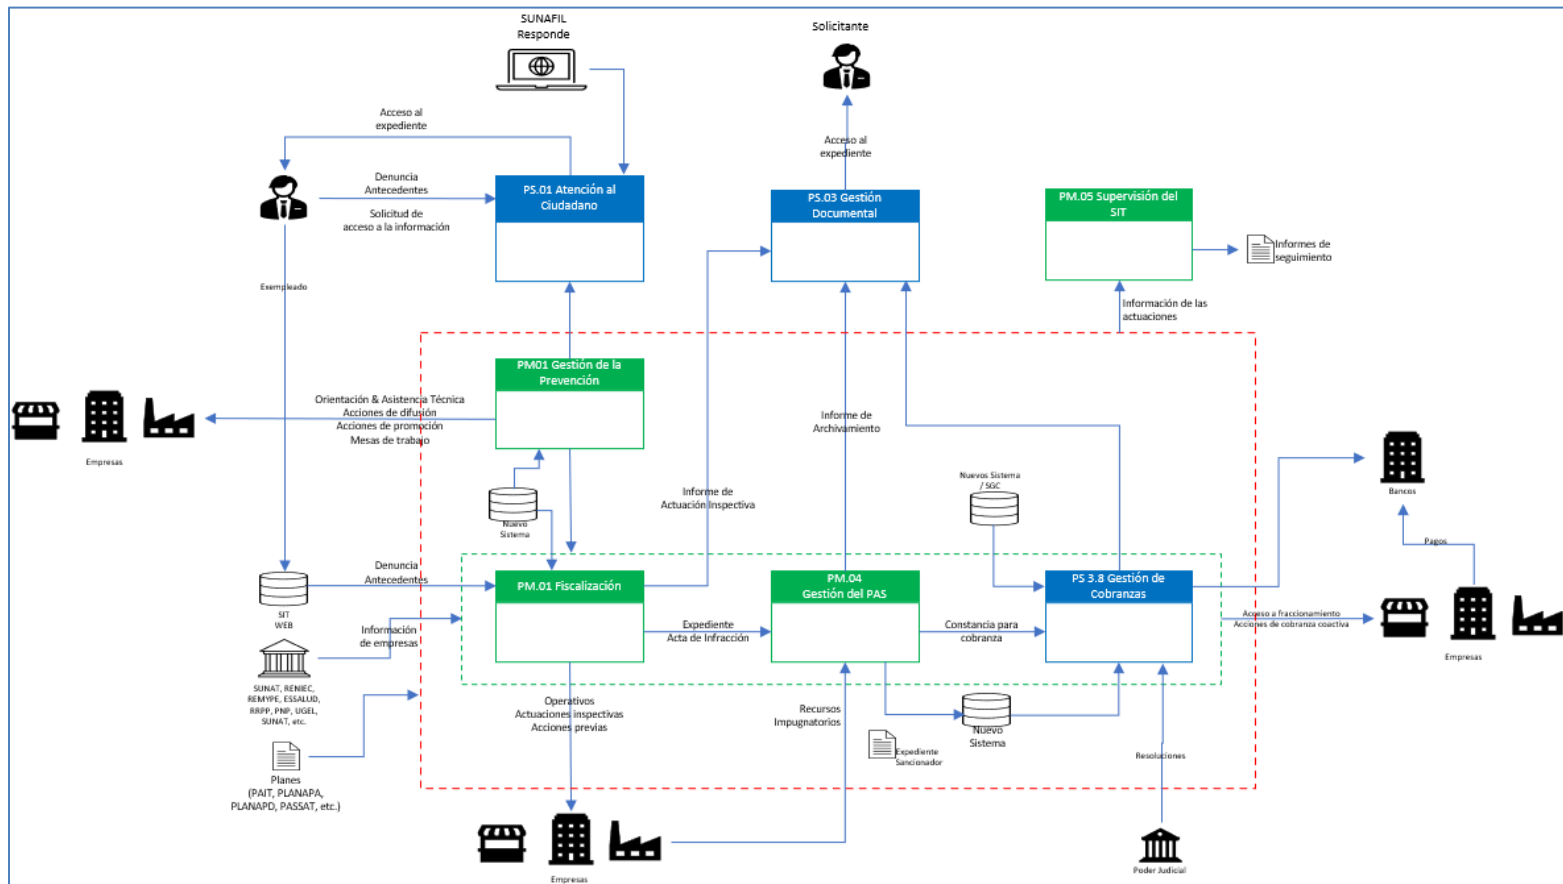 SUNAFIL
Responde
Solicitante
Acceso al
expediente
Acceso al
expediente
Denuncia
Antecedentes
Solicitud de
acceso a la información
PS.01 Atención al
Ciudadano
PS.03 Gestión
Documental
PM.05 Supervisión del
SIT
Informes de
seguimiento
Exempleado
Información de las
actuaciones
PM01 Gestión de la
Prevención
Orientación & Asistencia Técnica
Acciones de difusión
Acciones de promoción
Mesas de trabajo
Empresas
Informe de
Archivamiento
Nuevo
Sistema
Informe de
Actuación Inspectiva
Nuevos Sistema
/ SGC
Bancos
Pagos
Denuncia
Antecedentes
SIT
WEB
PM.01 Fiscalización
PM.04
Gestión del PAS
PS 3.8 Gestión de
Cobranzas
Información
de empresas
Expediente
Acta de Infracción
Constancia para
cobranza
Acceso a fraccionamiento
Acciones de cobranza coactiva
Empresas
SUNAT, RENIEC,
REMYPE, ESSALUD,
RRPP, PNP, UGEL,
SUNAT, etc.
Operativos
Actuaciones inspectivas
Acciones previas
Recursos
Impugnatorios
Nuevo
Sistema
Expediente
Sancionador
Resoluciones
Planes
(PAIT, PLANAPA,
PLANAPD, PASSAT, etc.)
Empresas
Poder Judicial